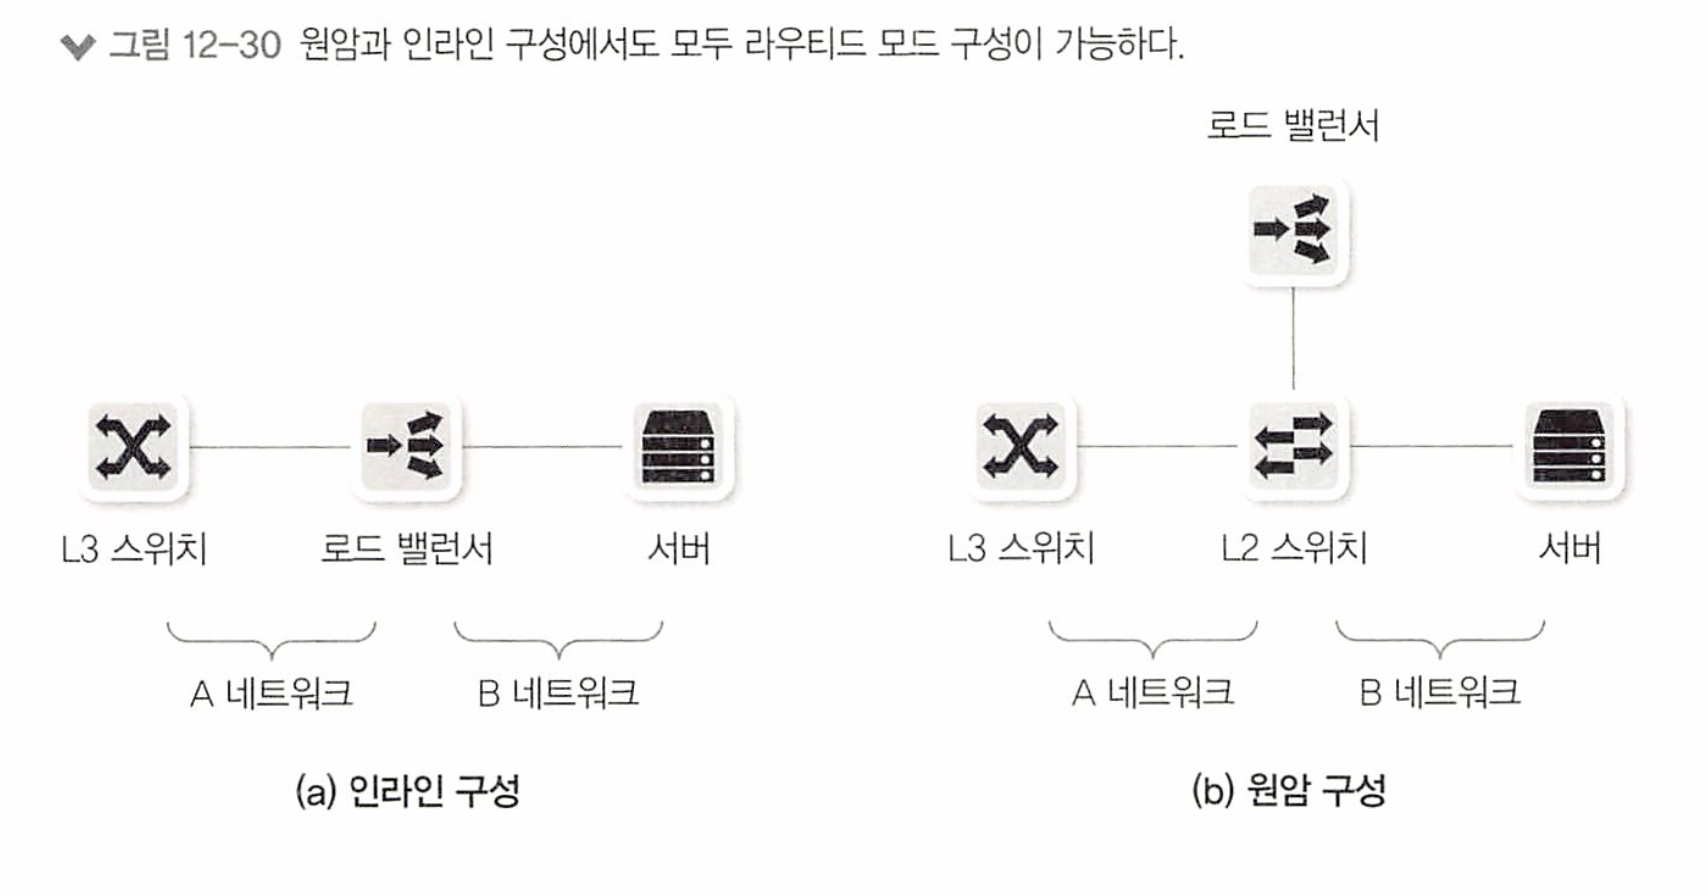 그림 12-30 원암과 인라인 구성에서도 모두 라우티드 모드 구성이 가능하다.
로드 밸런서
L3 스위치 로드 밸런서 서버
L3 스위치 L2 스위치 서버
A 네트워크 B 네트워크
A 네트워크 B 네트워크
(a) 인라인 구성
(b) 원암 구성